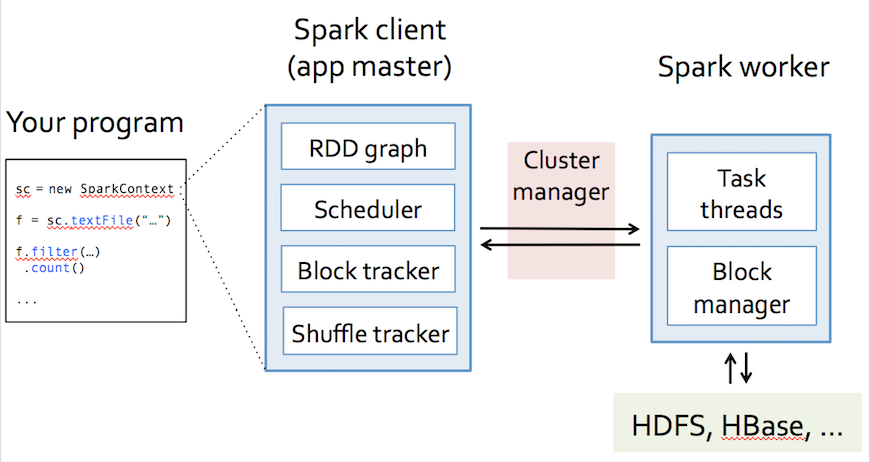 Your program
sc = new SparkContext
f = sc.textFile("…")
f.filter(…)
.count()
...
Spark client
(app master)
RDD graph
Scheduler
Block tracker
Shuffle tracker
Cluster
manager
Spark worker
Task
threads
Block
manager
HDFS, HBase, …